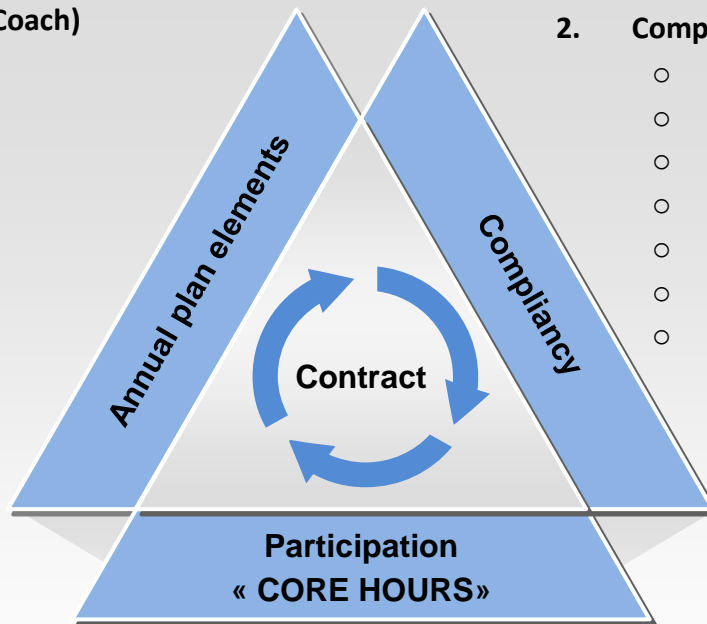 Coach)
2. Comp
Annual plan elements
Compliancy
Contract
Participation
« CORE HOURS»